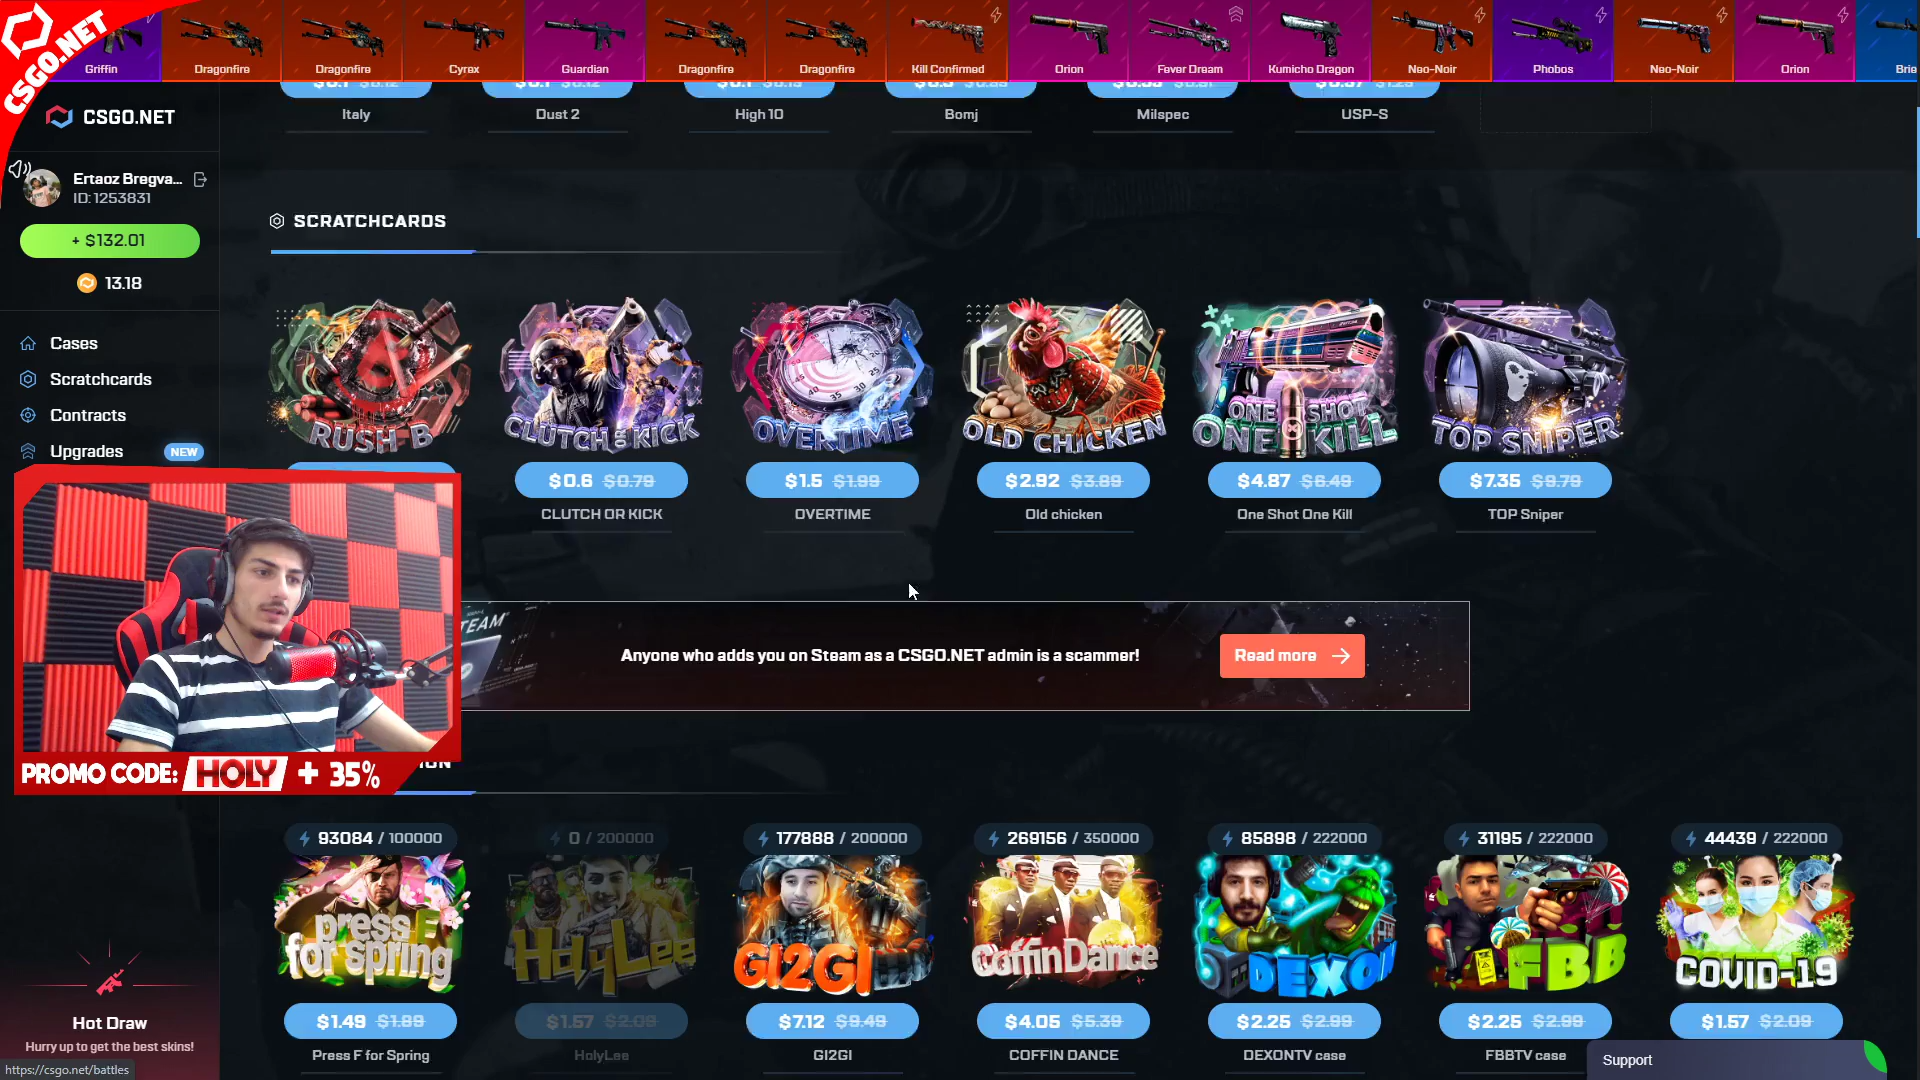 Griffin
Dragonfire
Dragonfire
Cyrex
Guardian
Dragonfire
Dragonfire
Kill Confirmed
Orion
Fever Dream
Kumicho Dragon
Neo-Noir
Phobos
Neo-Noir
Orion
Brie
CSGO.NET
CSGO.NET
Italy
Dust 2
High 10
Bomj
Milspec
USP-S
Ertaoz Bregva...
ID: 1253831
+ $132.01
13.18
Cases
Scratchcards
Contracts
Upgrades NEW
SCRATCHCARDS
RUSH B
CLUTCH OR KICK
OVERTIME
OLD CHICKEN
ONE SHOT
ONE KILL
TOP SNIPER
$0.6 $0.79
$1.5 $1.99
$2.92 $3.89
$4.87 $6.49
$7.35 $9.79
CLUTCH OR KICK
OVERTIME
Old chicken
One Shot One Kill
TOP Sniper
TEAM
Anyone who adds you on Steam as a CSGO.NET admin is a scammer!
Read more
PROMO CODE: HOLY + 35%
93084 / 100000
0 / 200000
177888 / 200000
269156 / 350000
85898 / 222000
31195 / 222000
44439 / 222000
press F
for spring
HolyLee
GI2GI
Coffin Dance
DEXON
FBB
COVID-19
$1.49 $1.89
$1.57 $2.09
$7.12 $9.49
$4.05 $5.39
$2.25 $2.99
$2.25 $2.99
$1.57 $2.09
Press F for Spring
HolyLee
GI2GI
COFFIN DANCE
DEXONTV case
FBBTV case
Hot Draw
Hurry up to get the best skins!
https://csgo.net/battles
Support